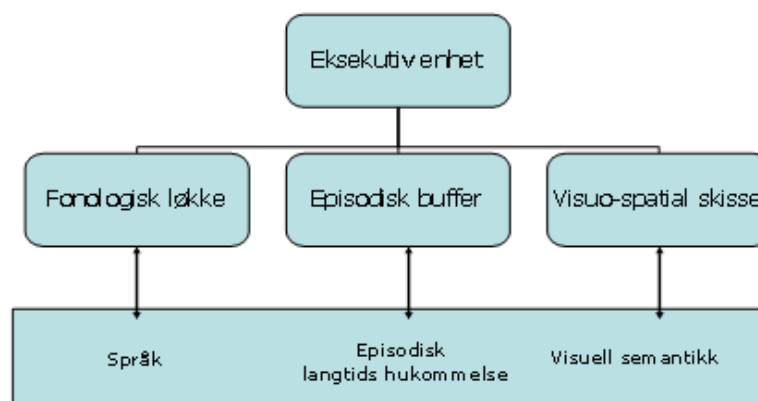 Eksekutiv enhet
Fonologisk løkke
Episodisk buffer
Visuo-spatial skisse
Språk
Episodisk
langtids hukommelse
Visuell semantikk